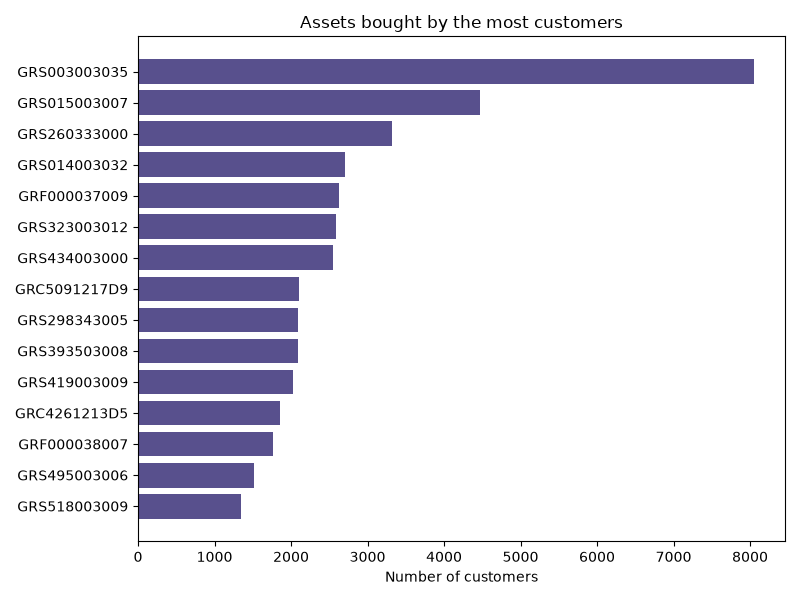 Assets bought by the most customers
GRS003003035
GRS015003007
GRS260333000
GRS014003032
GRF000037009
GRS323003012
GRS434003000
GRC5091217D9
GRS298343005
GRS393503008
GRS419003009
GRC4261213D5
GRF000038007
GRS495003006
GRS518003009
0 1000 2000 3000 4000 5000 6000 7000 8000
Number of customers